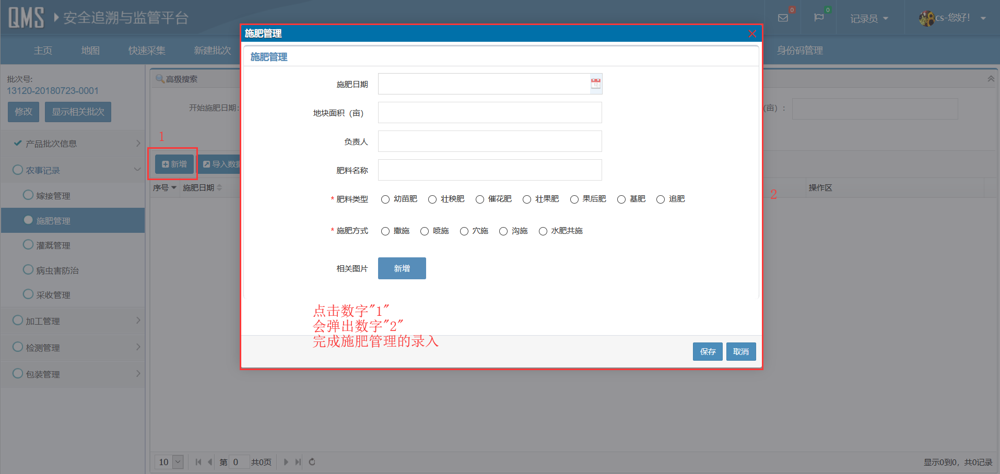 QMS 安全追溯与监管平台
0
0
记录员
cs-您好！
主页 地图 快速采集 新建批次
身份码管理
批次号:
13120-20180723-0001
修改 显示相关批次
产品批次信息
农事记录
嫁接管理
施肥管理
灌溉管理
病虫害防治
采收管理
加工管理
检测管理
包装管理
高级搜索
开始施肥日期:
(亩) :
1
新增 导入数据
序号 施肥日期
操作区
2
施肥管理
施肥管理
施肥日期
地块面积 (亩)
负责人
肥料名称
* 肥料类型 幼苗肥 壮秧肥 催花肥 壮果肥 果后肥 基肥 追肥
* 施肥方式 撒施 喷施 穴施 沟施 水肥共施
相关图片 新增
点击数字"1"
会弹出数字"2"
完成施肥管理的录入
保存 取消
10 第 0 共0页
显示0到0，共0记录